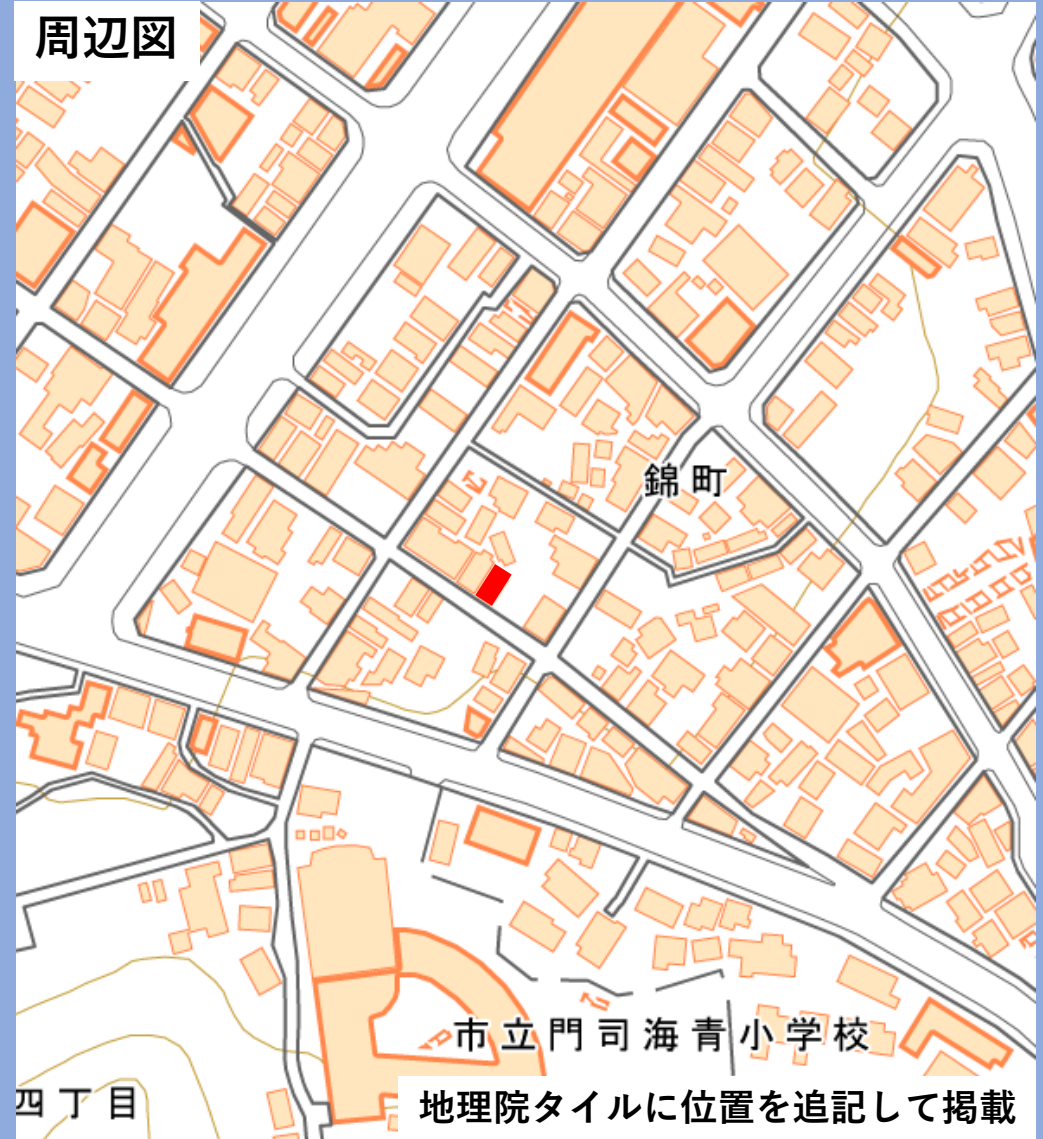 周辺図
錦町
市立門司海青小学校
四丁目
地理院タイルに位置を追記して掲載